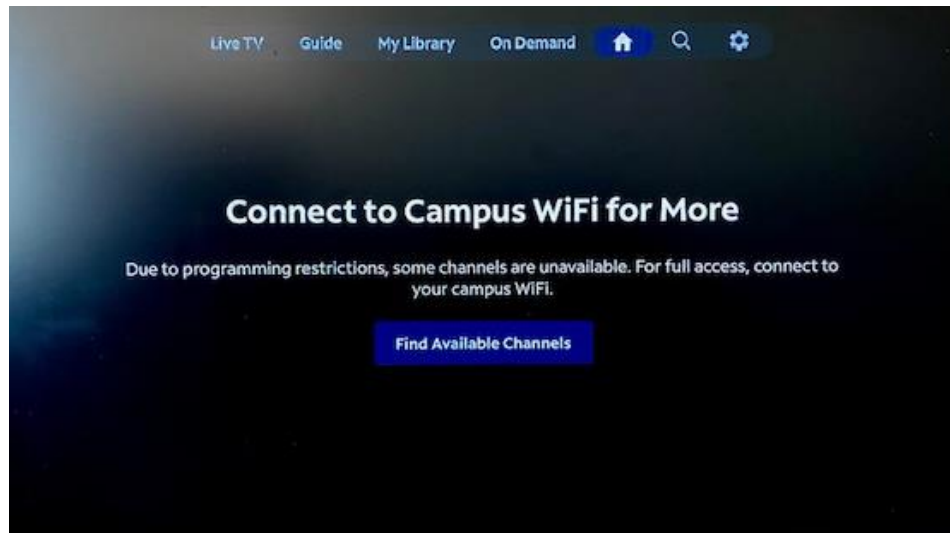 Live TV Guide My Library On Demand
Connect to Campus WiFi for More
Due to programming restrictions, some channels are unavailable. For full access, connect to
your campus WiFi.
Find Available Channels